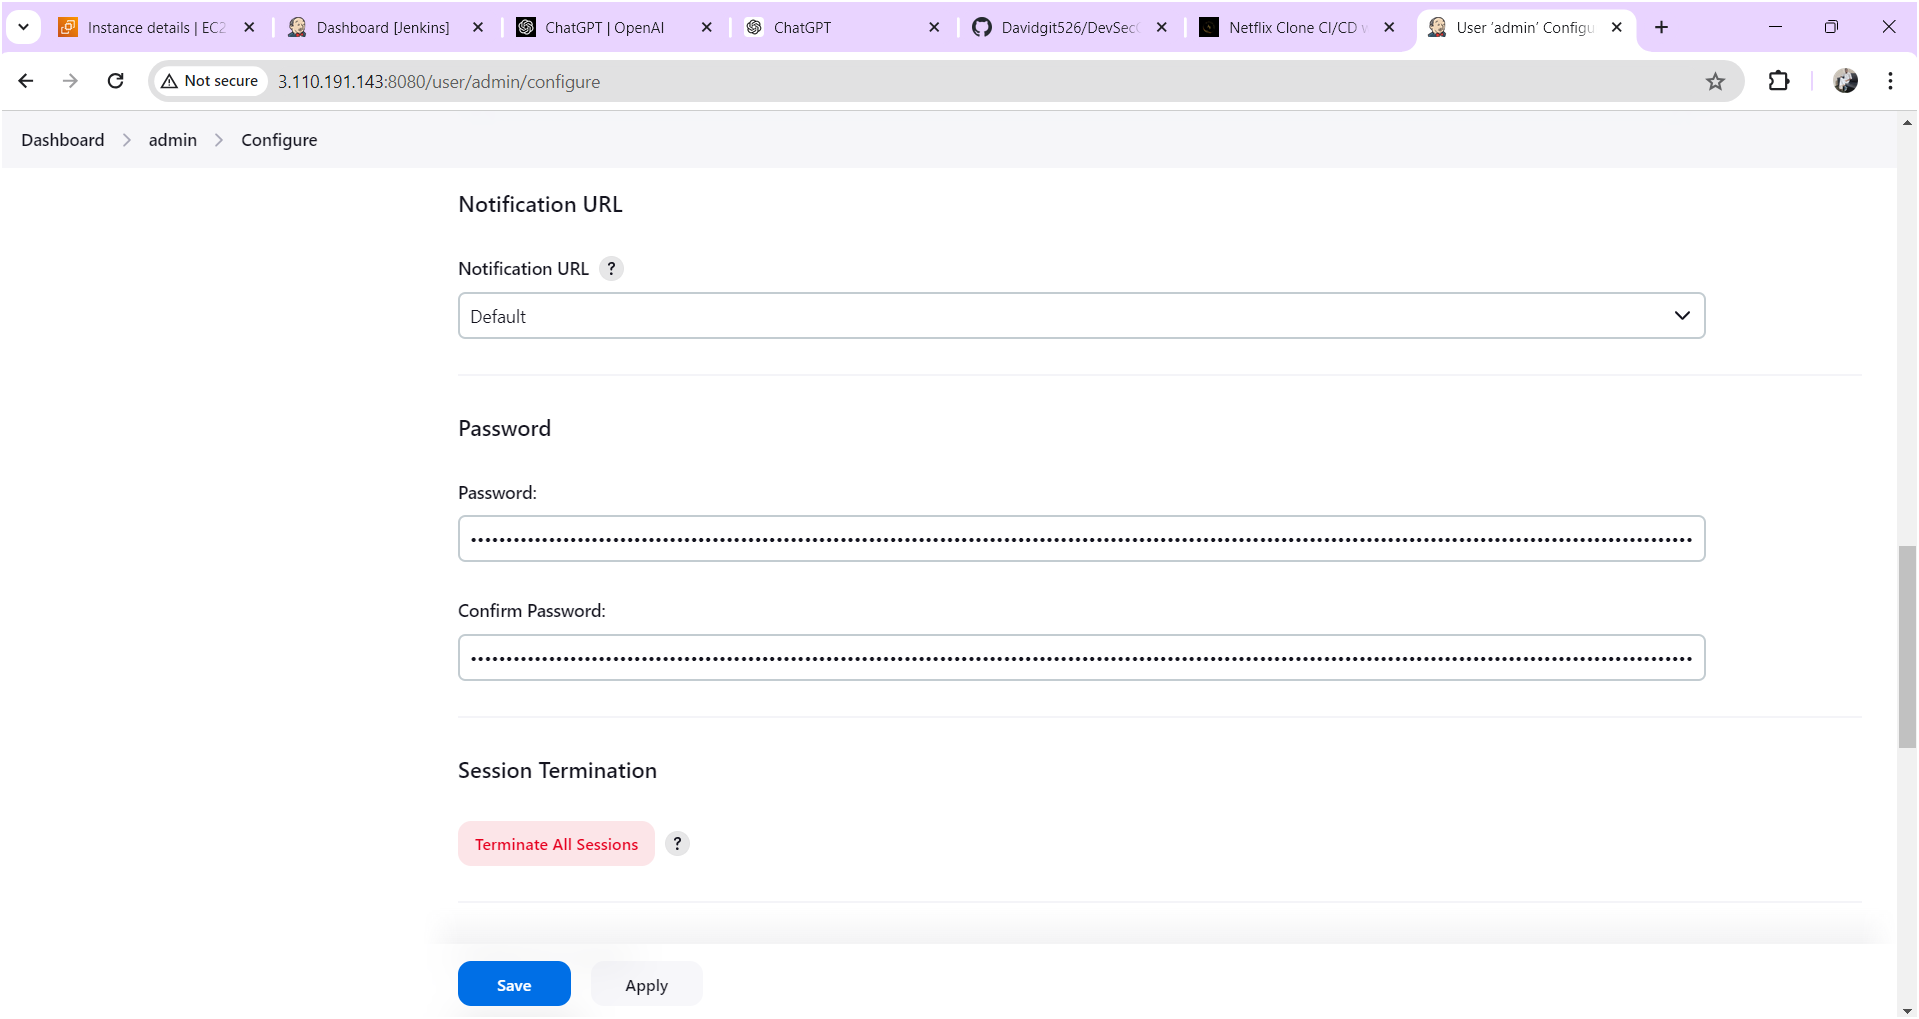 Instance details | EC2
Dashboard [Jenkins]
ChatGPT | OpenAI
ChatGPT
Davidgit526/DevSec
Netflix Clone CI/CD w
User ‘admin’ Configu
Not secure
3.110.191.143:8080/user/admin/configure
Dashboard
admin
Configure
Notification URL
Notification URL ?
Default
Password
Password:
Confirm Password:
Session Termination
Terminate All Sessions ?
Save
Apply